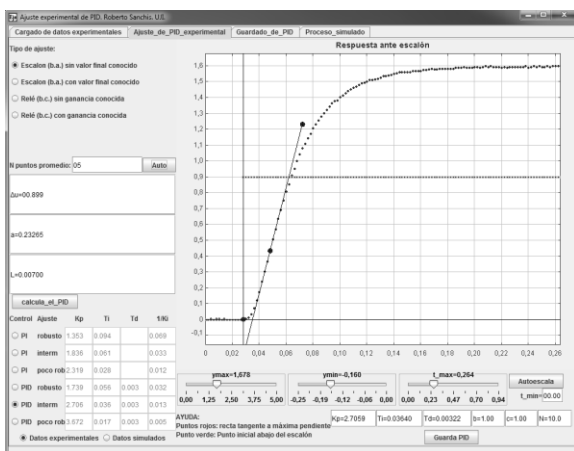 Ajuste experimental de PID. Roberto Sanchis. UJI.
Cargado de datos experimentales Ajuste_de_PID_experimental Guardado_de_PID Proceso_simulado
Tipo de ajuste:
Escalon (b.a.) sin valor final conocido
Escalon (b.a.) con valor final conocido
Relé (b.c.) sin ganancia conocida
Relé (b.c.) con ganancia conocida
N puntos promedio: 05 Auto
Δu=00.899
a=0.23265
L=0.00700
calcula_el_PID
Control Ajuste Kp Ti Td 1/Ki
PI robusto 1.353 0.094 0.069
PI interm 1.836 0.061 0.033
PI poco rob 2.319 0.028 0.012
PID robusto 1.739 0.056 0.003 0.032
PID interm 2.706 0.036 0.003 0.013
PID poco rob 3.672 0.017 0.003 0.005
Datos experimentales Datos simulados
Respuesta ante escalón
1,6
1,5
1,4
1,3
1,2
1,1
1,0
0,9
0,8
0,7
0,6
0,5
0,4
0,3
0,2
0,1
0
-0,1
0 0,02 0,04 0,06 0,08 0,10 0,12 0,14 0,16 0,18 0,20 0,22 0,24 0,26
ymax=1,678 ymin=-0,160 t_max=0,264 Autoescala
0,00 1,25 2,50 3,75 5,00 -0,25 -0,19 -0,12 -0,06 0,00 0,00 0,23 0,47 0,70 0,94 t_min= 00.00
AYUDA: Kp=2.7059 Ti=0.03640 Td=0.00322 b=1.00 c=1.00 N=10.0
Puntos rojos: recta tangente a máxima pendiente
Punto verde: Punto inicial abajo del escalón Guarda PID